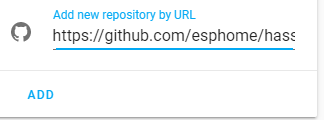 Add new repository by URL
https://github.com/esphome/hass
ADD